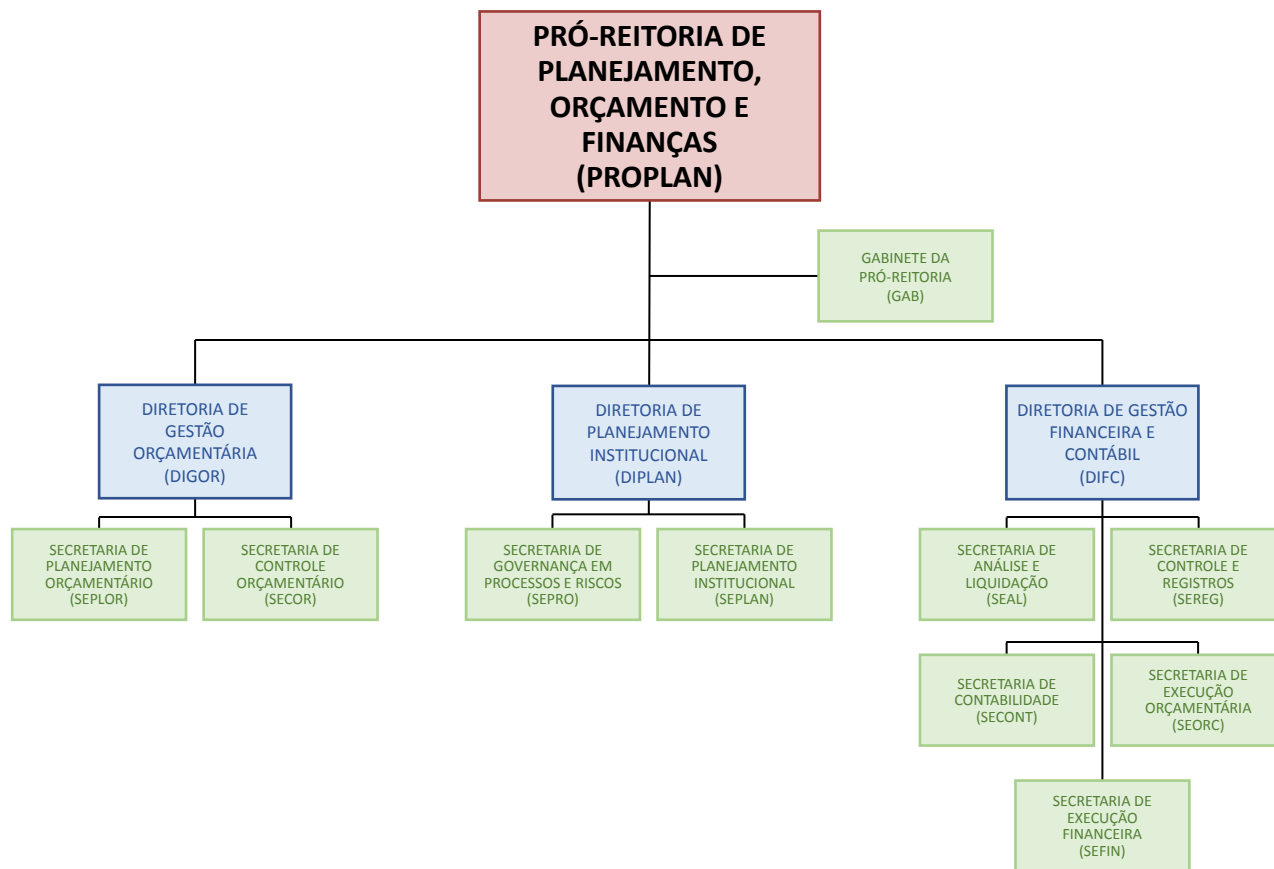 PRÓ-REITORIA DE
PLANEJAMENTO,
ORÇAMENTO E
FINANÇAS
(PROPLAN)
GABINETE DA
PRÓ-REITORIA
(GAB)
DIRETORIA DE
GESTÃO
ORÇAMENTÁRIA
(DIGOR)
DIRETORIA DE
PLANEJAMENTO
INSTITUCIONAL
(DIPLAN)
DIRETORIA DE GESTÃO
FINANCEIRA E
CONTÁBIL
(DIFC)
SECRETARIA DE
PLANEJAMENTO
ORÇAMENTÁRIO
(SEPLOR)
SECRETARIA DE
CONTROLE
ORÇAMENTÁRIO
(SECOR)
SECRETARIA DE
GOVERNANÇA EM
PROCESSOS E RISCOS
(SEPRO)
SECRETARIA DE
PLANEJAMENTO
INSTITUCIONAL
(SEPLAN)
SECRETARIA DE
ANÁLISE E
LIQUIDAÇÃO
(SEAL)
SECRETARIA DE
CONTROLE E
REGISTROS
(SEREG)
SECRETARIA DE
CONTABILIDADE
(SECONT)
SECRETARIA DE
EXECUÇÃO
ORÇAMENTÁRIA
(SEORC)
SECRETARIA DE
EXECUÇÃO
FINANCEIRA
(SEFIN)